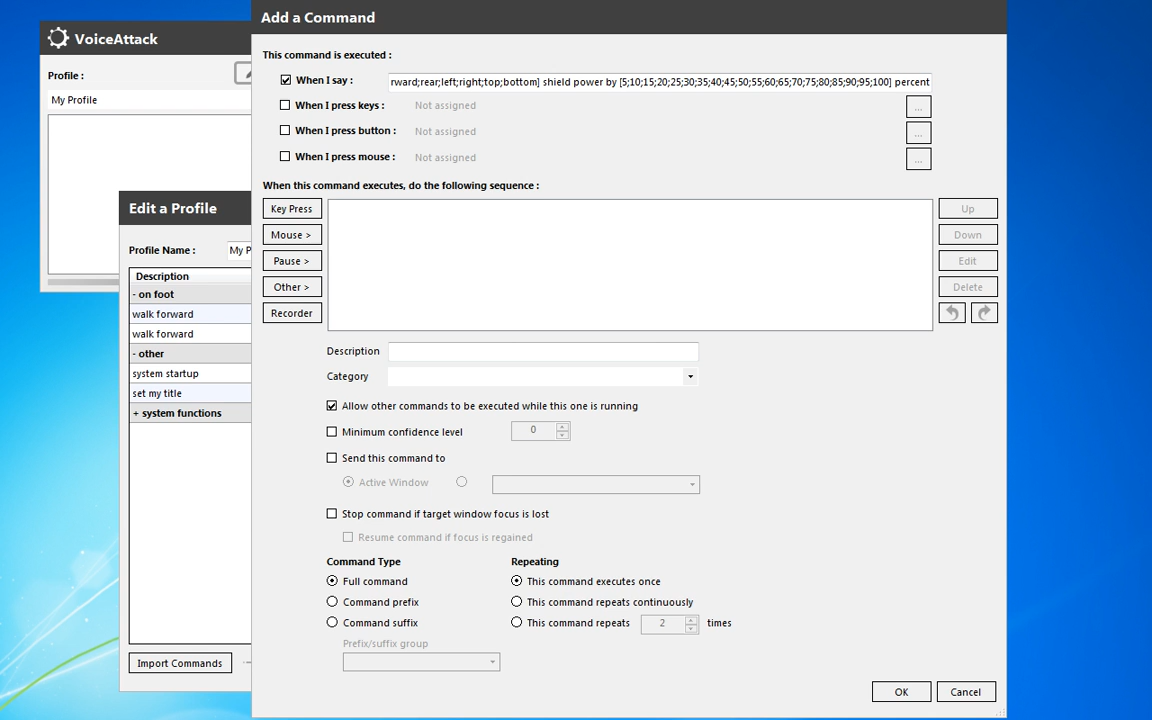 Add a Command
VoiceAttack
This command is executed :
Profile :
When I say :
rward;rear;left;right;top;bottom] shield power by [5;10;15;20;25;30;35;40;45;50;55;60;65;70;75;80;85;90;95;100] percent
My Profile
When I press keys :
Not assigned
...
When I press button :
Not assigned
...
When I press mouse :
Not assigned
...
When this command executes, do the following sequence :
Edit a Profile
Key Press
Up
Mouse >
Down
Profile Name :
My P
Pause >
Edit
Description
Other >
Delete
- on foot
walk forward
Recorder
walk forward
- other
Description
system startup
Category
set my title
Allow other commands to be executed while this one is running
+ system functions
Minimum confidence level
0
Send this command to
Active Window
Stop command if target window focus is lost
Resume command if focus is regained
Command Type
Repeating
Full command
This command executes once
Command prefix
This command repeats continuously
Command suffix
This command repeats
2
times
Prefix/suffix group
Import Commands
OK
Cancel